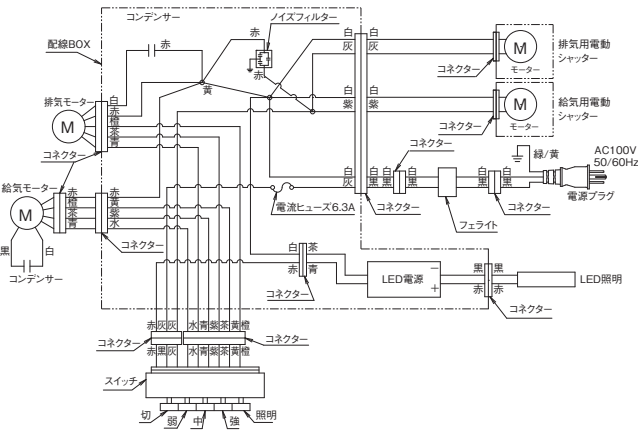 コンデンサー
ノイズフィルター
配線BOX
赤
赤
赤
黄
白
灰
白
灰
排気用電動
シャッター
M
モーター
コネクター
白
紫
白
紫
給気用電動
シャッター
M
モーター
コネクター
排気モーター
M
白
赤
橙
茶
青
コネクター
給気モーター
M
赤
橙
茶
青
赤
黄
紫
水
コネクター
黒
白
コンデンサー
電流ヒューズ6.3A
白
灰
白
黒
白
黒
コネクター
白
黒
白
黒
コネクター
フェライト
コネクター
緑/黄
AC100V
50/60Hz
電源プラグ
白
茶
赤
青
コネクター
LED電源
−
+
黒
黒
赤
赤
LED照明
コネクター
赤灰灰
水青紫茶黄橙
コネクター
コネクター
赤黒灰
水青紫茶黄橙
スイッチ
切
弱
中
強
照明